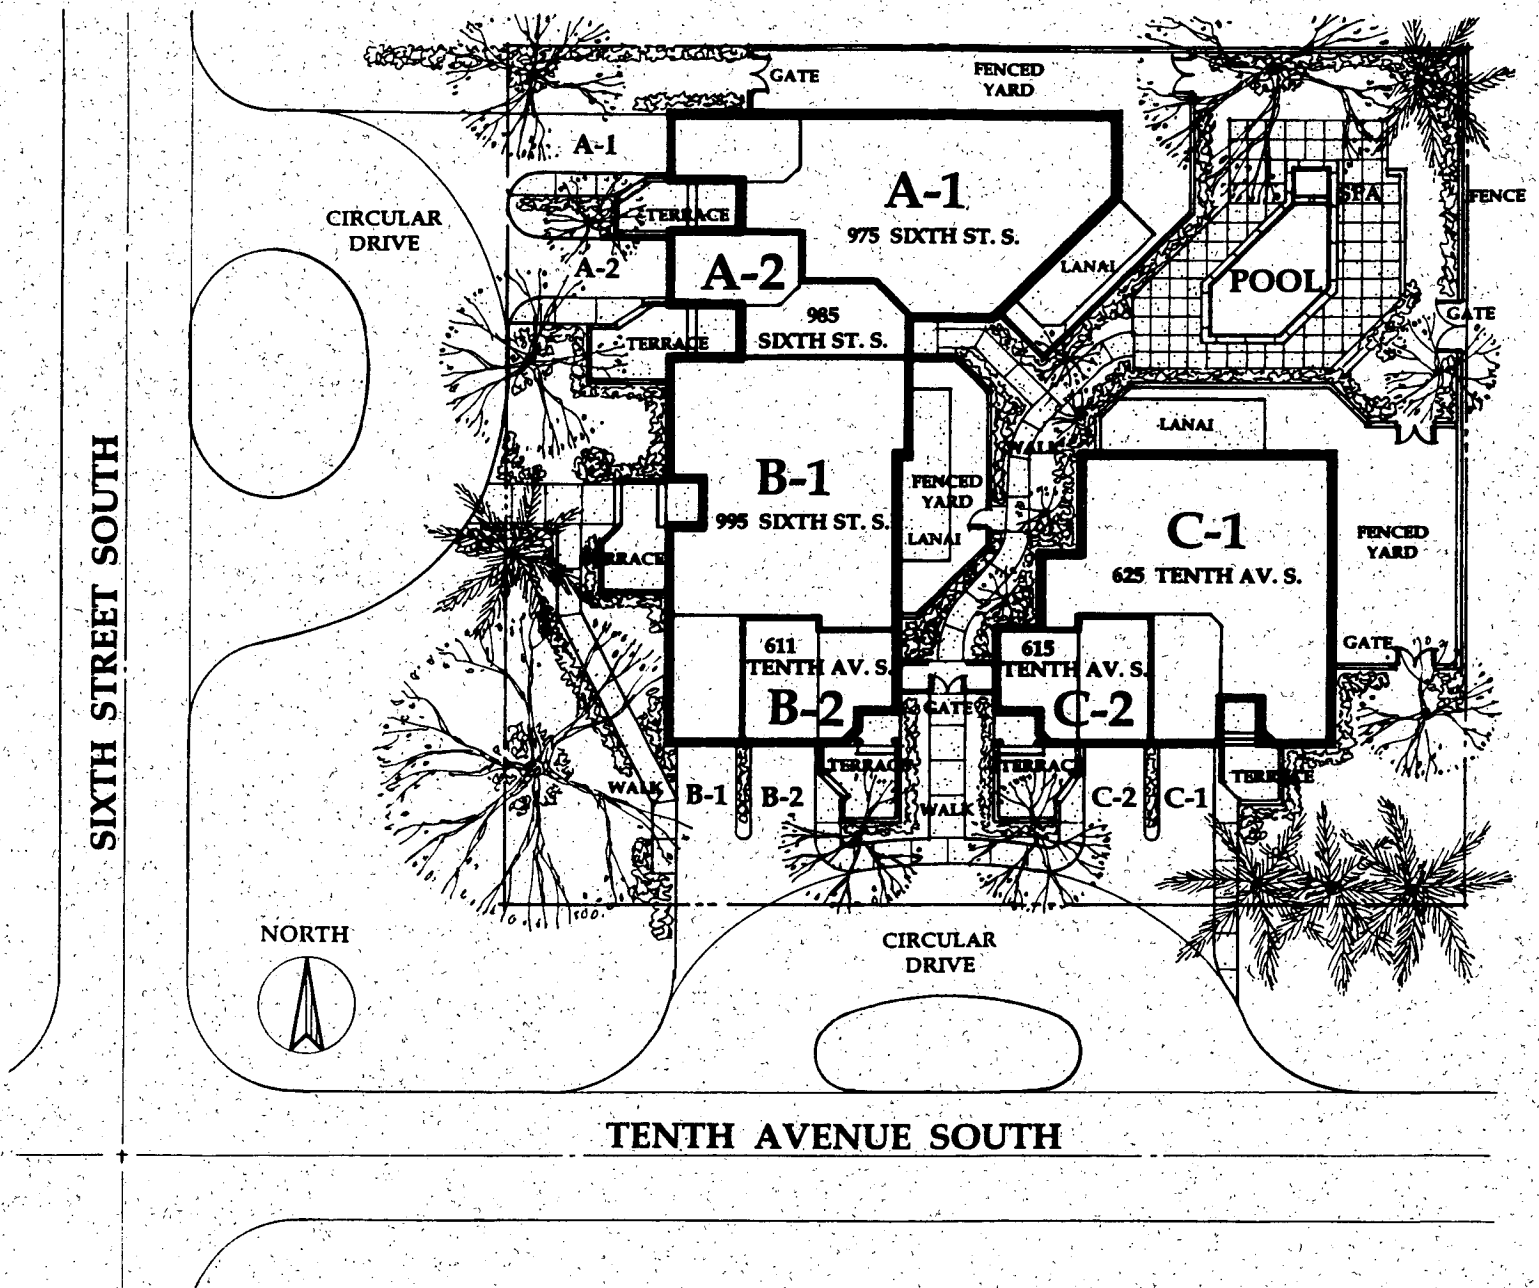 GATE
FENCED
YARD
A-1
A-1
975 SIXTH ST. S.
TERRACE
CIRCULAR
DRIVE
SPA
FENCE
A-2
A-2
LANAI
POOL
985
SIXTH ST. S.
TERRACE
GATE
LANAI
WALK
B-1
995 SIXTH ST. S.
FENCED
YARD
LANAI
C-1
625 TENTH AV. S.
FENCED
YARD
TERRACE
SIXTH STREET SOUTH
611
TENTH AV. S.
B-2
615
TENTH AV. S.
C-2
GATE
GATE
TERRACE
TERRACE
TERRACE
WALK
B-1
B-2
WALK
C-2
C-1
NORTH
CIRCULAR
DRIVE
TENTH AVENUE SOUTH